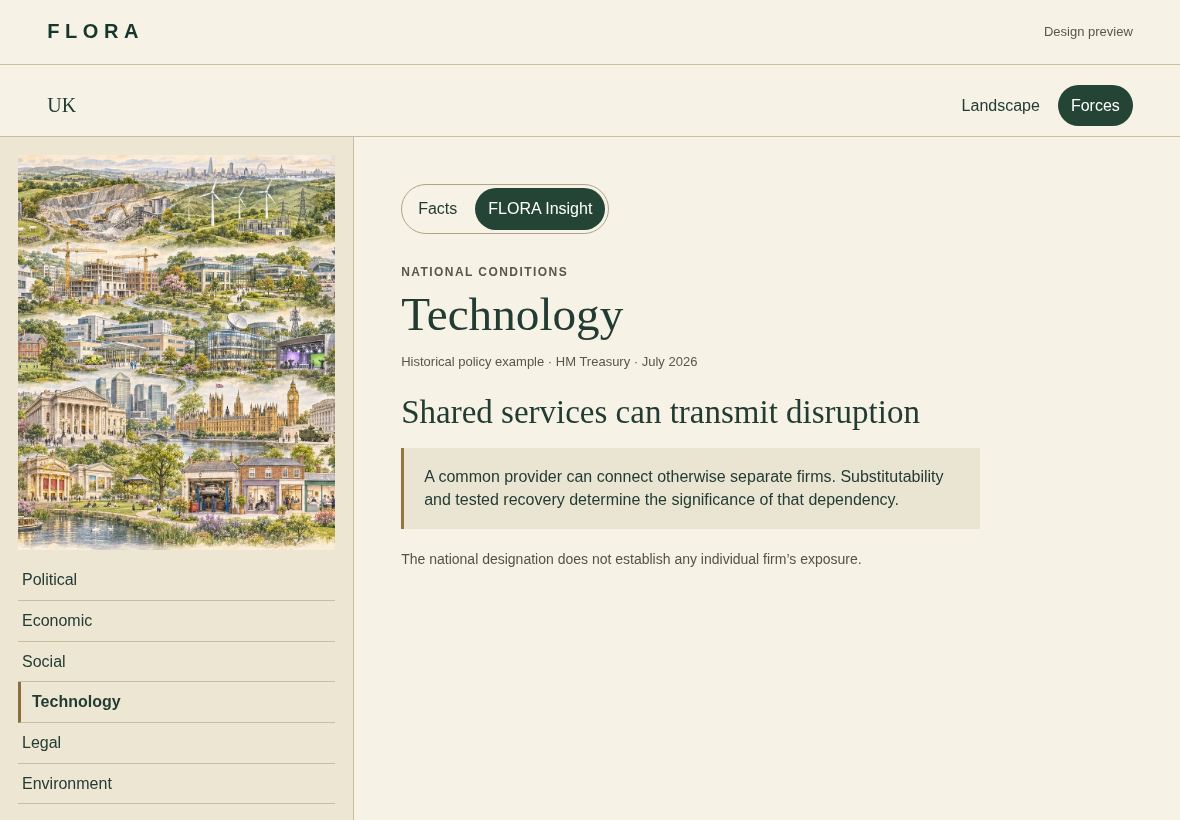 FLORA
Design preview
UK
Landscape
Forces
Political
Economic
Social
Technology
Legal
Environment
Facts
FLORA Insight
NATIONAL CONDITIONS
Technology
Historical policy example · HM Treasury · July 2026
Shared services can transmit disruption
A common provider can connect otherwise separate firms. Substitutability
and tested recovery determine the significance of that dependency.
The national designation does not establish any individual firm’s exposure.